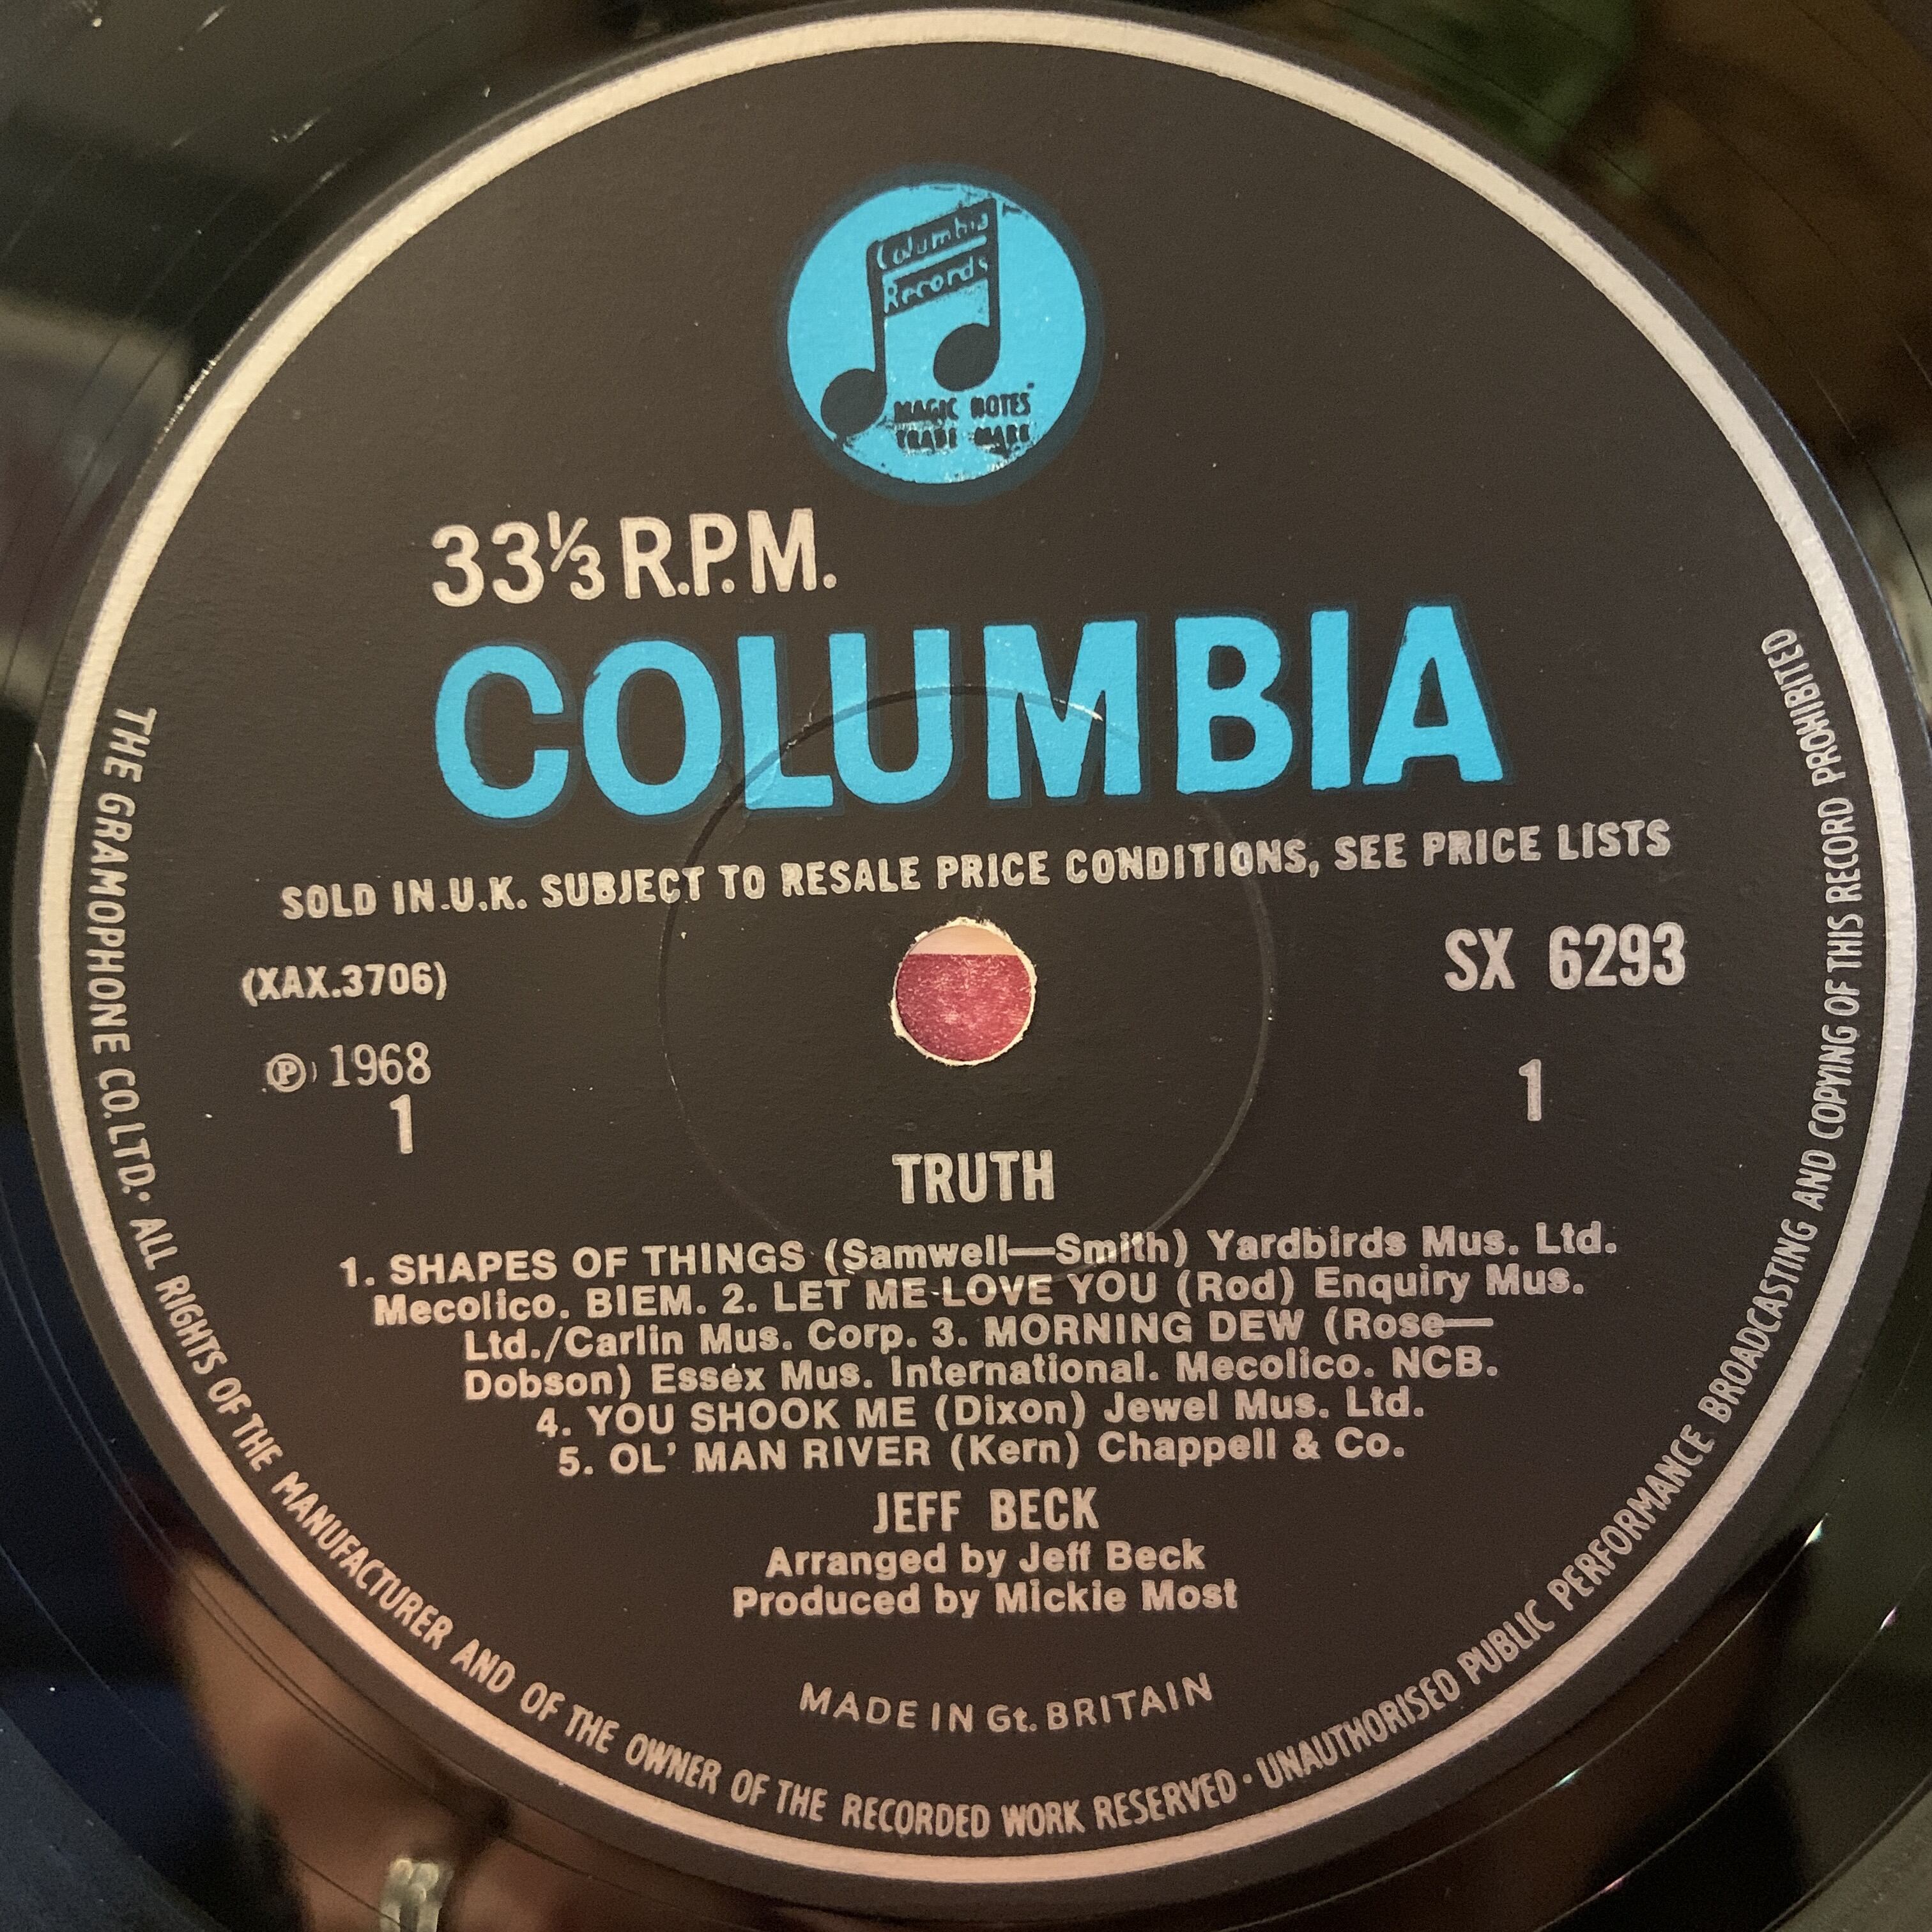 Columbia
Records
MAGIC NOTES
TRADE MARK
33⅓ R.P.M.
COLUMBIA
SOLD IN U.K. SUBJECT TO RESALE PRICE CONDITIONS, SEE PRICE LISTS
(XAX.3706)
SX 6293
Ⓟ 1968
1
1
TRUTH
1. SHAPES OF THINGS (Samwell—Smith) Yardbirds Mus. Ltd.
Mecolico. BIEM. 2. LET ME LOVE YOU (Rod) Enquiry Mus.
Ltd./Carlin Mus. Corp. 3. MORNING DEW (Rose—
Dobson) Essex Mus. International. Mecolico. NCB.
4. YOU SHOOK ME (Dixon) Jewel Mus. Ltd.
5. OL' MAN RIVER (Kern) Chappell & Co.
JEFF BECK
Arranged by Jeff Beck
Produced by Mickie Most
MADE IN Gt. BRITAIN
THE GRAMOPHONE CO. LTD. · ALL RIGHTS OF THE MANUFACTURER AND OF THE OWNER OF THE RECORDED WORK RESERVED · UNAUTHORISED PUBLIC PERFORMANCE BROADCASTING AND COPYING OF THIS RECORD PROHIBITED